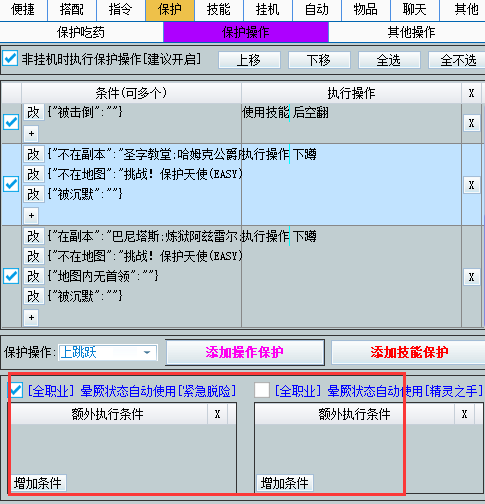 便捷 搭配 指令 保护 技能 挂机 自动 物品 聊天 其他
保护吃药 保护操作 其他操作
非挂机时执行保护操作[建议开启] 上移 下移 全选 全不选
条件(可多个) 执行操作 X
改 {"被击倒":""} 使用技能 后空翻
+ X
改 {"不在副本":"圣字教堂;哈姆克公爵 执行操作 下蹲
改 {"不在地图":"挑战! 保护天使(EASY)
改 {"被沉默":""} X
+
改 {"在副本":"巴尼塔斯;炼狱阿兹雷尔; 执行操作 下蹲
改 {"不在地图":"挑战! 保护天使(EASY)
改 {"地图内无首领":""} X
改 {"被沉默":""}
+
保护操作: 上跳跃 添加操作保护 添加技能保护
[全职业] 晕厥状态自动使用[紧急脱险] [全职业] 晕厥状态自动使用[精灵之手]
额外执行条件 X 额外执行条件 X
增加条件 增加条件